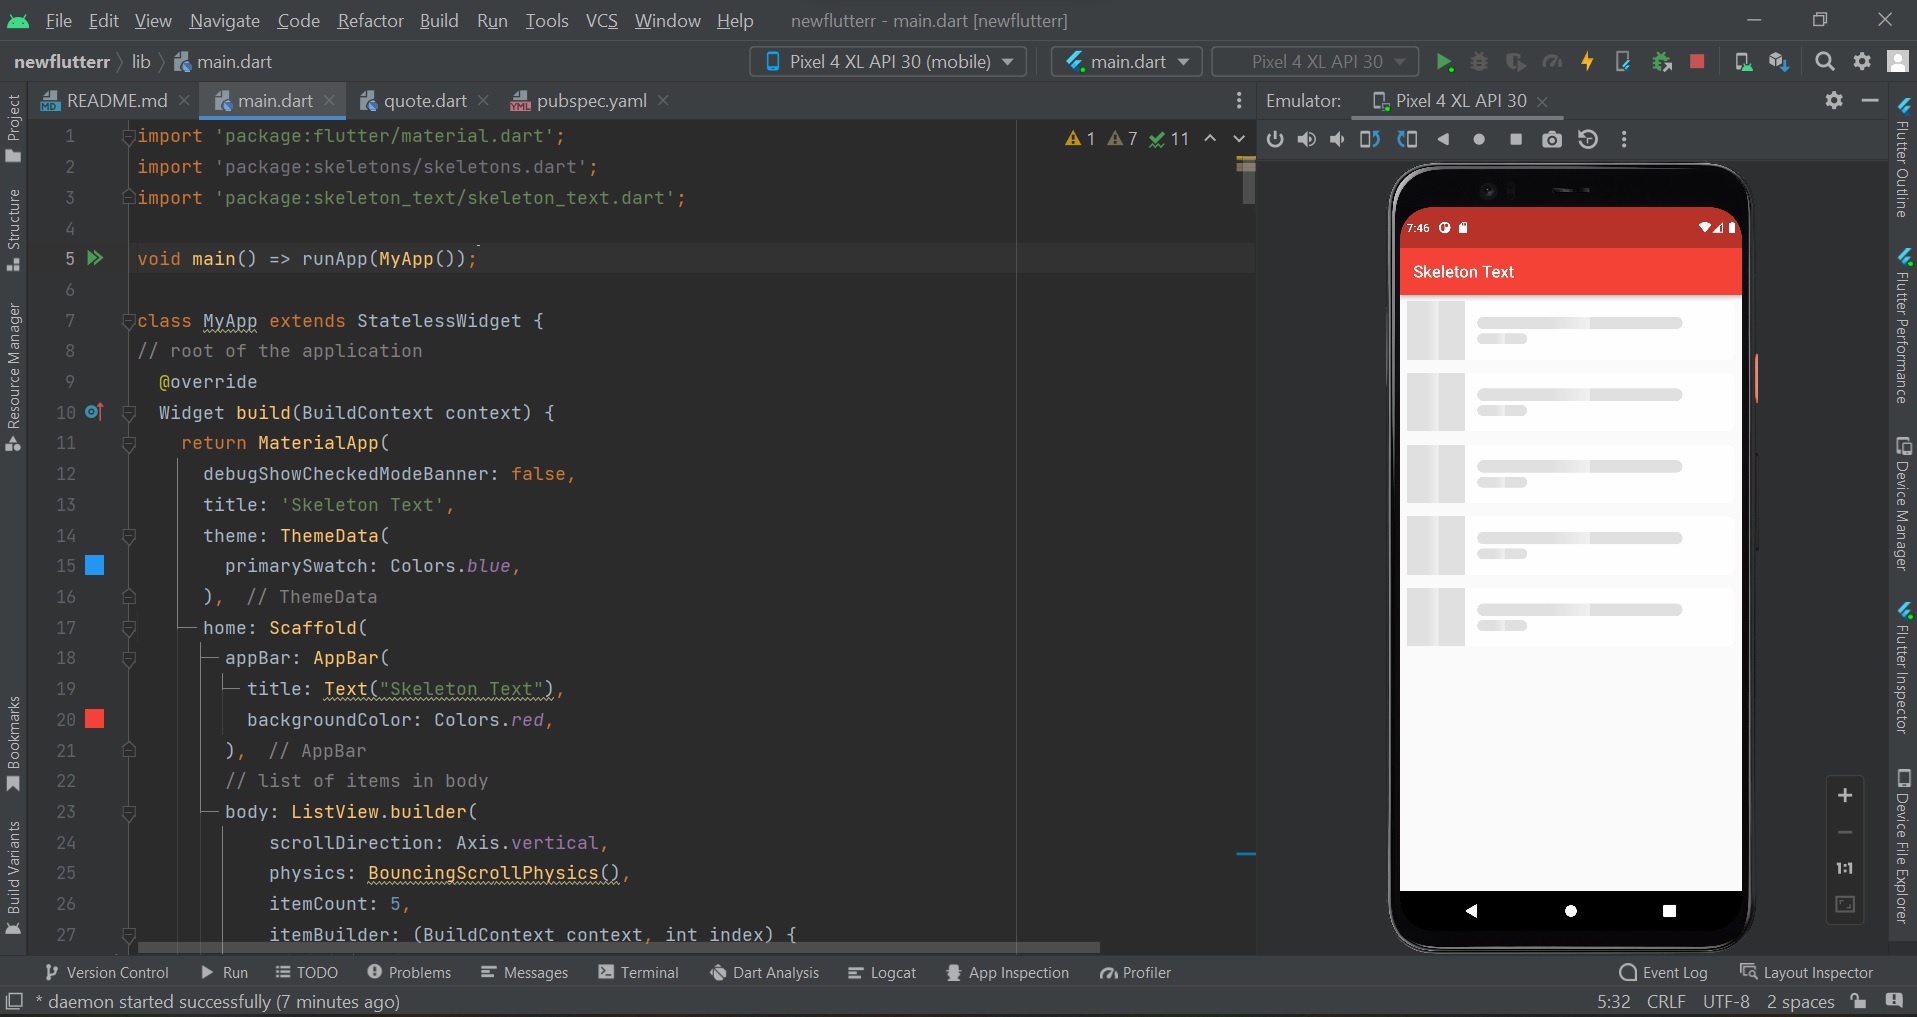 File Edit View Navigate Code Refactor Build Run Tools VCS Window Help newflutterr - main.dart [newflutterr]
newflutterr lib main.dart Pixel 4 XL API 30 (mobile) main.dart Pixel 4 XL API 30
README.md main.dart quote.dart pubspec.yaml Emulator: Pixel 4 XL API 30
1 import 'package:flutter/material.dart';
1 7 11
2 import 'package:skeletons/skeletons.dart';
3 import 'package:skeleton_text/skeleton_text.dart';
4
5 void main() => runApp(MyApp());
6
7 class MyApp extends StatelessWidget {
8 // root of the application
9 @override
10 Widget build(BuildContext context) {
11 return MaterialApp(
12 debugShowCheckedModeBanner: false,
13 title: 'Skeleton Text',
14 theme: ThemeData(
15 primarySwatch: Colors.blue,
16 ), // ThemeData
17 home: Scaffold(
18 appBar: AppBar(
19 title: Text("Skeleton Text"),
20 backgroundColor: Colors.red,
21 ), // AppBar
22 // list of items in body
23 body: ListView.builder(
24 scrollDirection: Axis.vertical,
25 physics: BouncingScrollPhysics(),
26 itemCount: 5,
27 itemBuilder: (BuildContext context, int index) {
7:46
Skeleton Text
1:1
Project
Structure
Resource Manager
Bookmarks
Build Variants
Flutter Outline
Flutter Performance
Device Manager
Flutter Inspector
Device File Explorer
Version Control Run TODO Problems Messages Terminal Dart Analysis Logcat App Inspection Profiler Event Log Layout Inspector
* daemon started successfully (7 minutes ago) 5:32 CRLF UTF-8 2 spaces